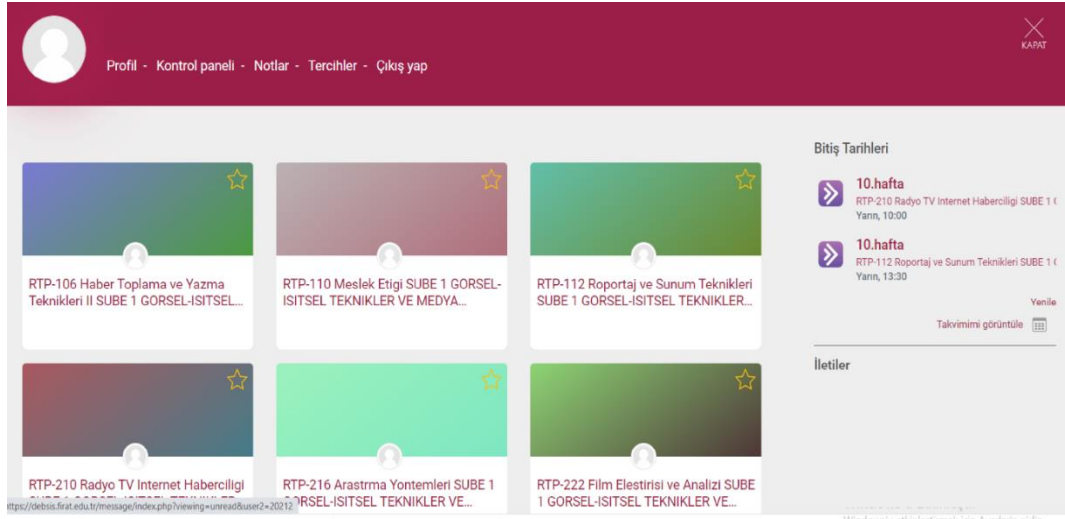 KAPAT
Profil - Kontrol paneli - Notlar - Tercihler - Çıkış yap
RTP-106 Haber Toplama ve Yazma
Teknikleri II SUBE 1 GORSEL-ISITSEL...
RTP-110 Meslek Etigi SUBE 1 GORSEL-
ISITSEL TEKNIKLER VE MEDYA...
RTP-112 Roportaj ve Sunum Teknikleri
SUBE 1 GORSEL-ISITSEL TEKNIKLER...
RTP-210 Radyo TV Internet Haberciligi
RTP-216 Arastrma Yontemleri SUBE 1
GORSEL-ISITSEL TEKNIKLER VE...
RTP-222 Film Elestirisi ve Analizi SUBE
1 GORSEL-ISITSEL TEKNIKLER VE...
https://debsis.firat.edu.tr/message/index.php?viewing=unread&user2=20212
Bitiş Tarihleri
10.hafta
RTP-210 Radyo TV Internet Haberciligi SUBE 1
Yarın, 10:00
10.hafta
RTP-112 Roportaj ve Sunum Teknikleri SUBE 1
Yarın, 13:30
Yenile
Takvimimi görüntüle
İletiler